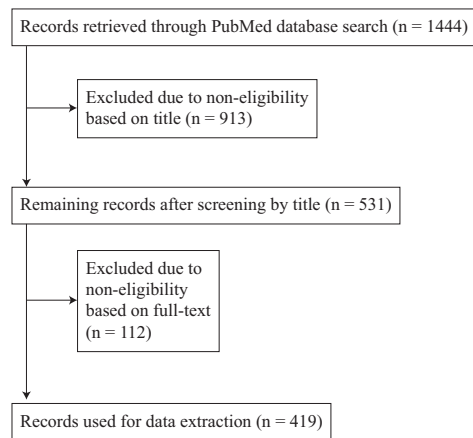 Records retrieved through PubMed database search (n = 1444)
Excluded due to non-eligibility
based on title (n = 913)
Remaining records after screening by title (n = 531)
Excluded due to
non-eligibility
based on full-text
(n = 112)
Records used for data extraction (n = 419)